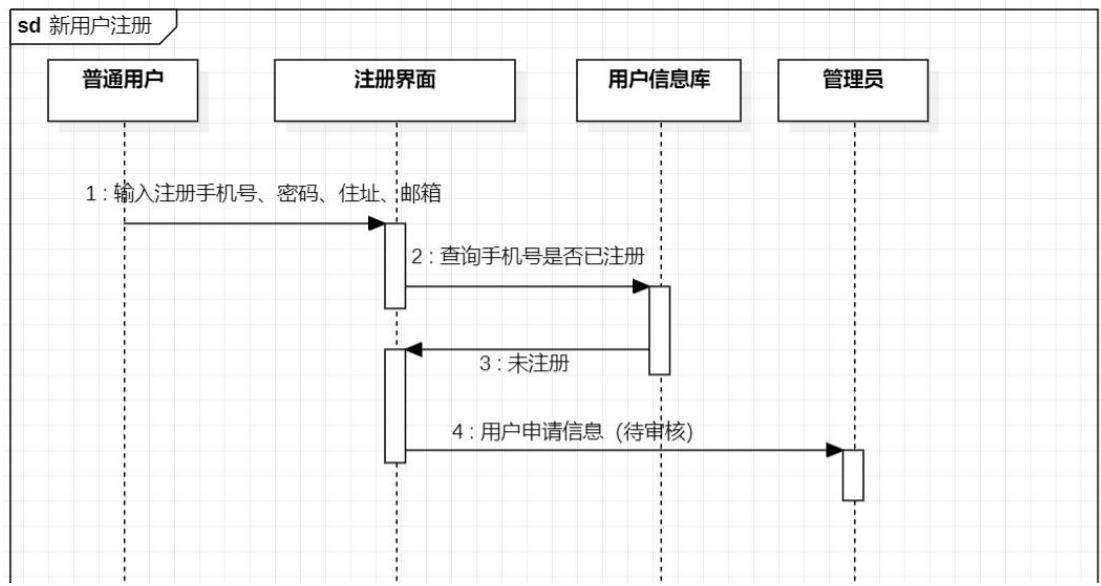 sd 新用户注册
普通用户
注册界面
用户信息库
管理员
1 : 输入注册手机号、密码、住址、邮箱
2 : 查询手机号是否已注册
3 : 未注册
4 : 用户申请信息（待审核）